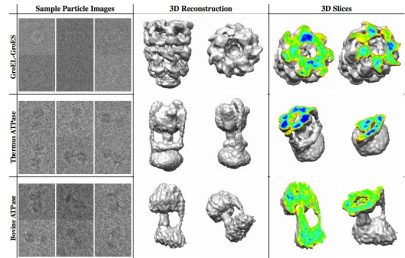 Sample Particle Images
3D Reconstruction
3D Slices
GroEL-GroES
Thermus ATPase
Bovine ATPase